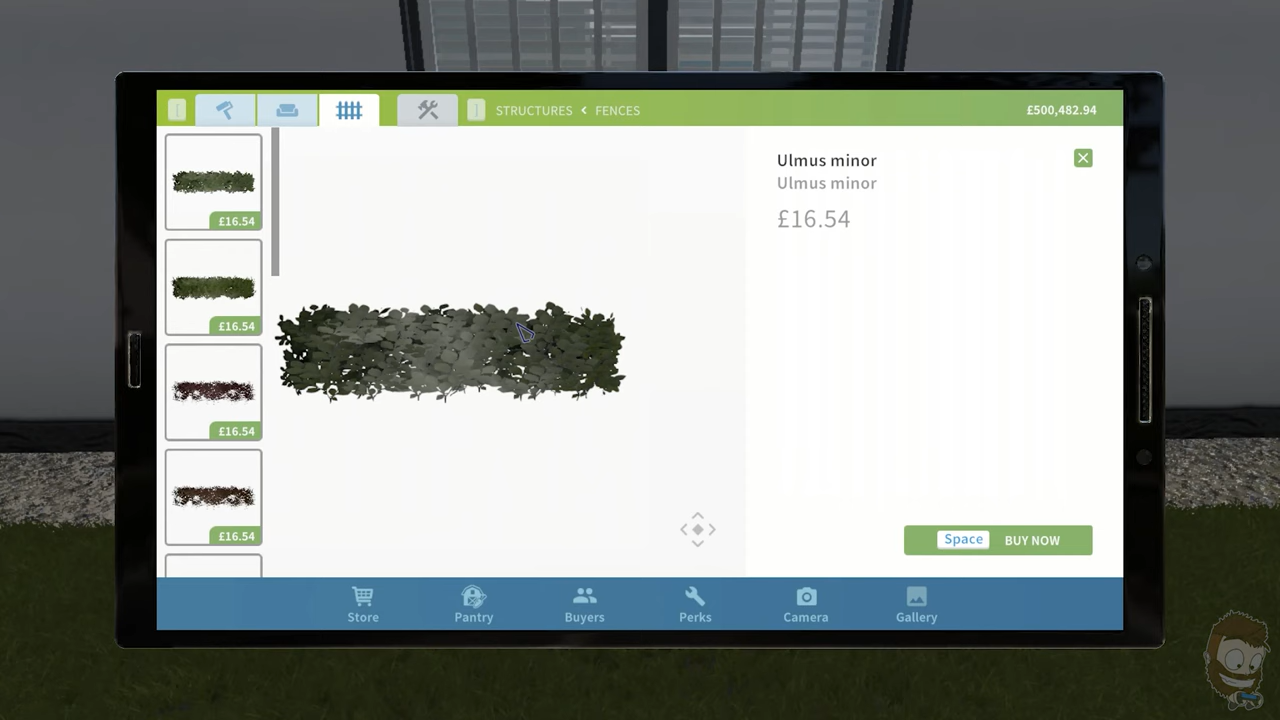 STRUCTURES < FENCES
£500,482.94
£16.54
£16.54
£16.54
£16.54
Ulmus minor
Ulmus minor
£16.54
Space BUY NOW
Store
Pantry
Buyers
Perks
Camera
Gallery